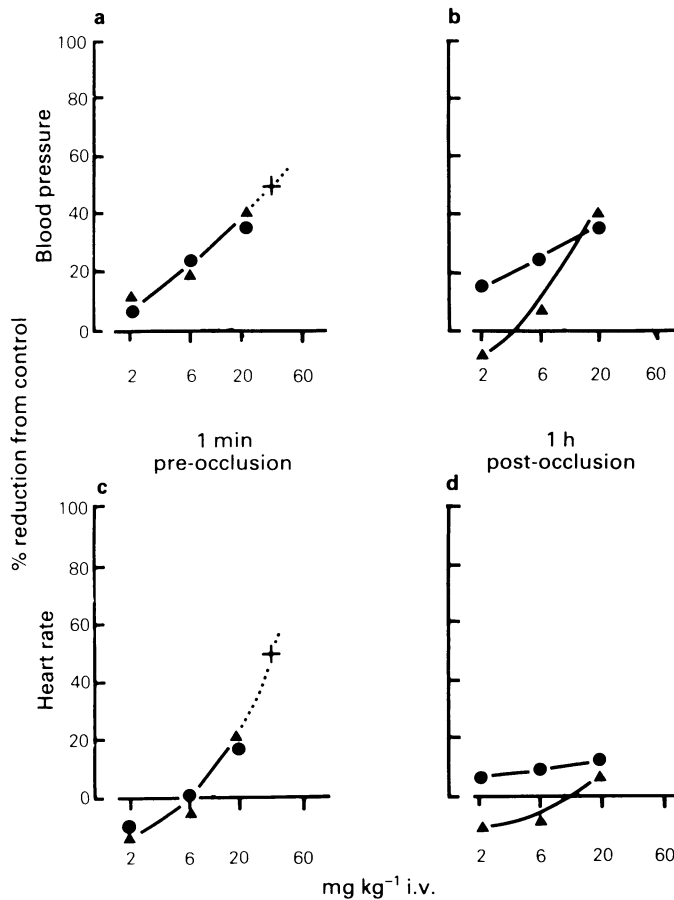 a
b
100
80
60
40
20
0
Blood pressure
2 6 20 60
2 6 20 60
% reduction from control
1 min
pre-occlusion
1 h
post-occlusion
c
d
100
80
60
40
20
0
Heart rate
2 6 20 60
2 6 20 60
mg kg⁻¹ i.v.